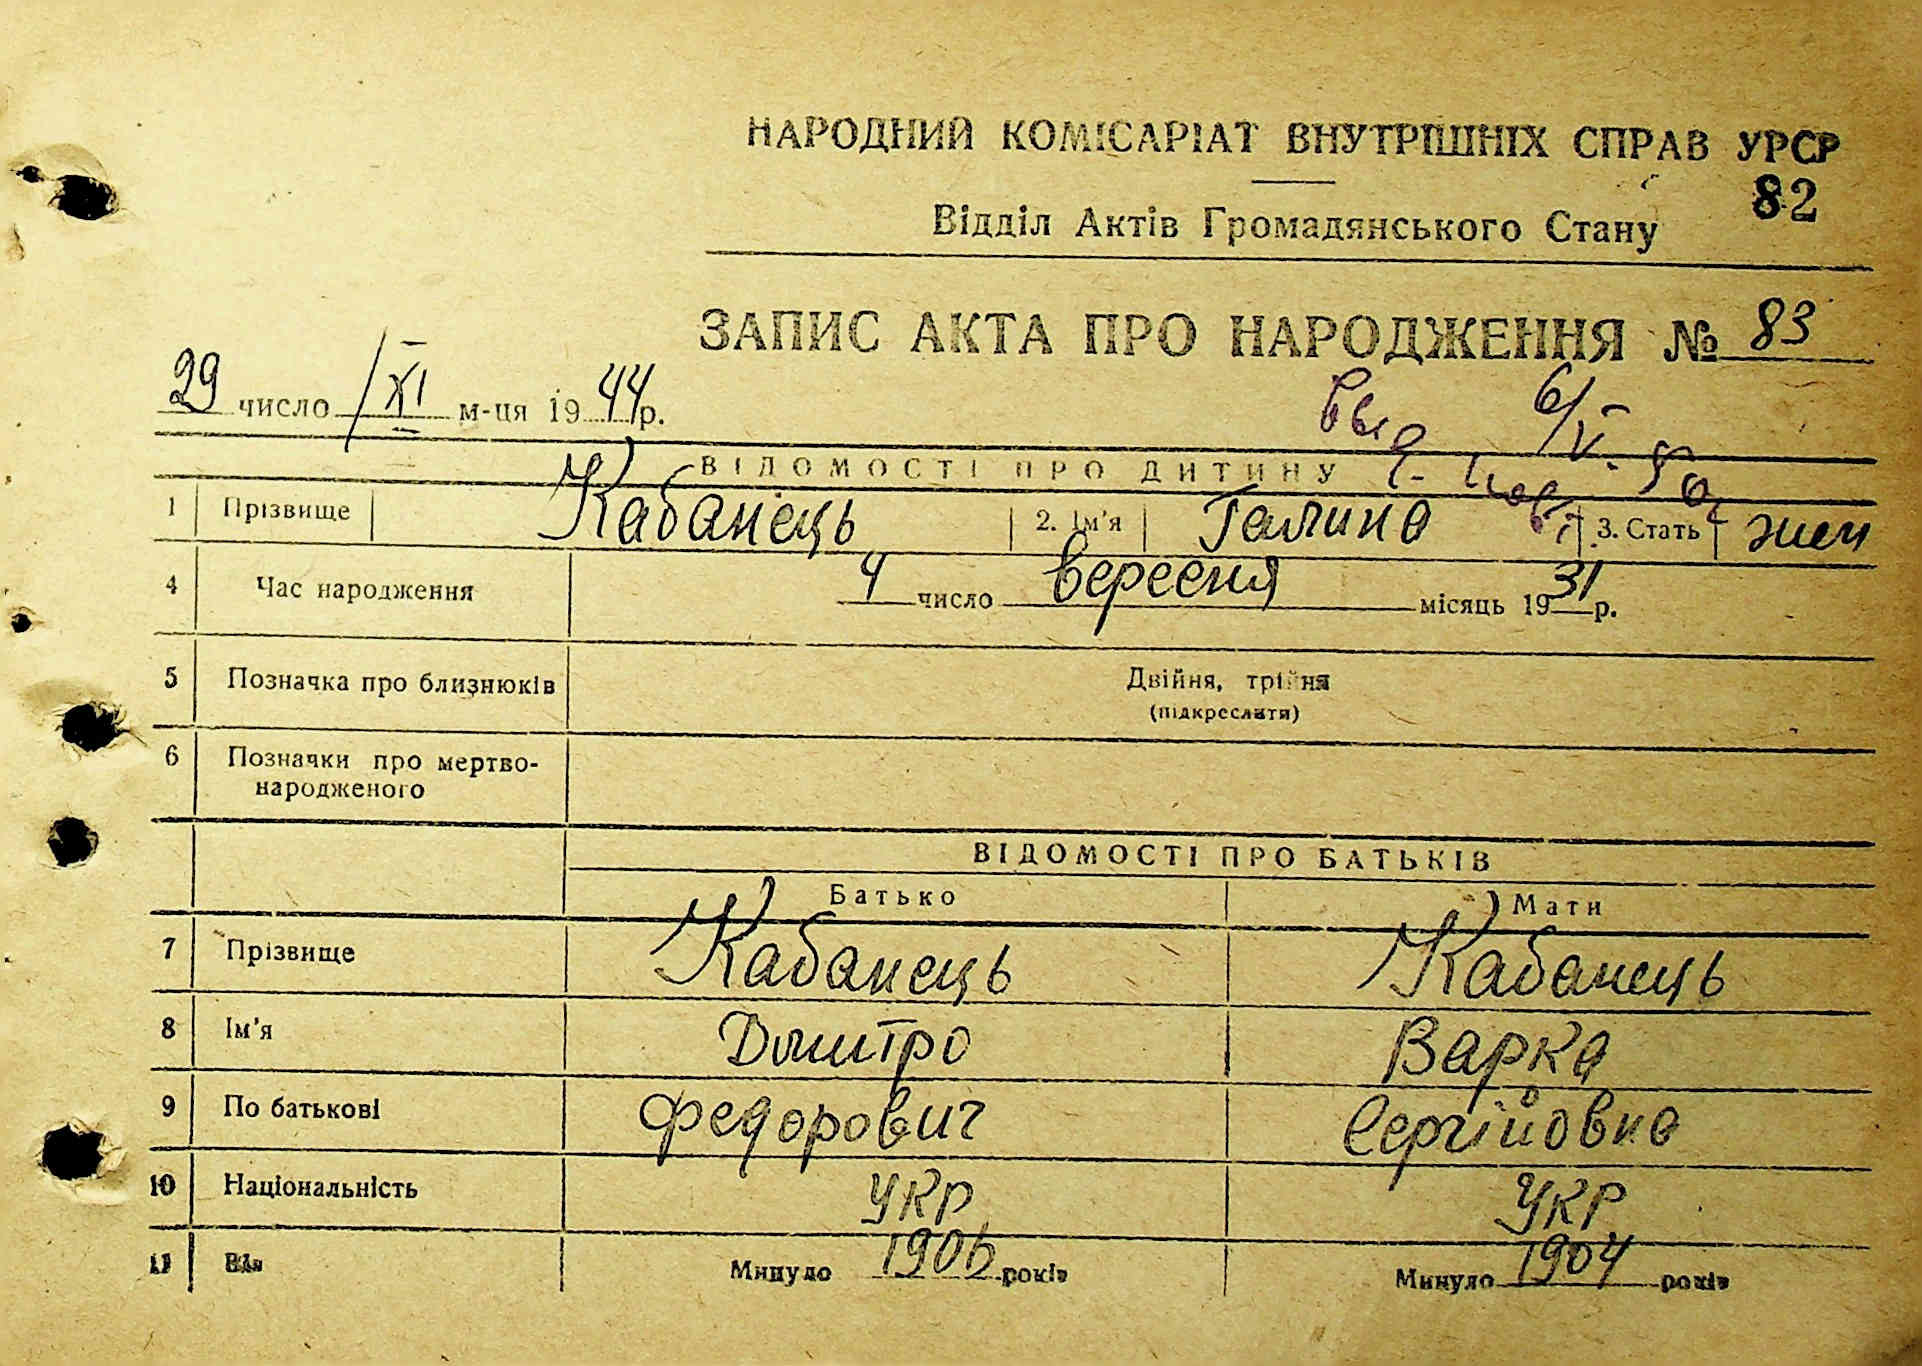 НАРОДНИЙ КОМІСАРІАТ ВНУТРІШНІХ СПРАВ УРСР
82
Відділ Актів Громадянського Стану
ЗАПИС АКТА ПРО НАРОДЖЕННЯ № 83
29 число XI м-ця 1944 р.
6/V. 50
ВІДОМОСТІ ПРО ДИТИНУ
1 Прізвище Кабанець 2. Ім'я Галина 3. Стать жен
4 Час народження 4 число вересня місяць 1931 р.
5 Позначка про близнюків Двійня, трійня
(підкреслити)
6 Позначки про мертво-
народженого
ВІДОМОСТІ ПРО БАТЬКІВ
Батько Мати
7 Прізвище Кабанець Кабанець
8 Ім'я Дмитро Варка
9 По батькові Федорович Сергійовна
10 Національність УКР УКР
11 Вік Минуло 1906 років Минуло 1904 років